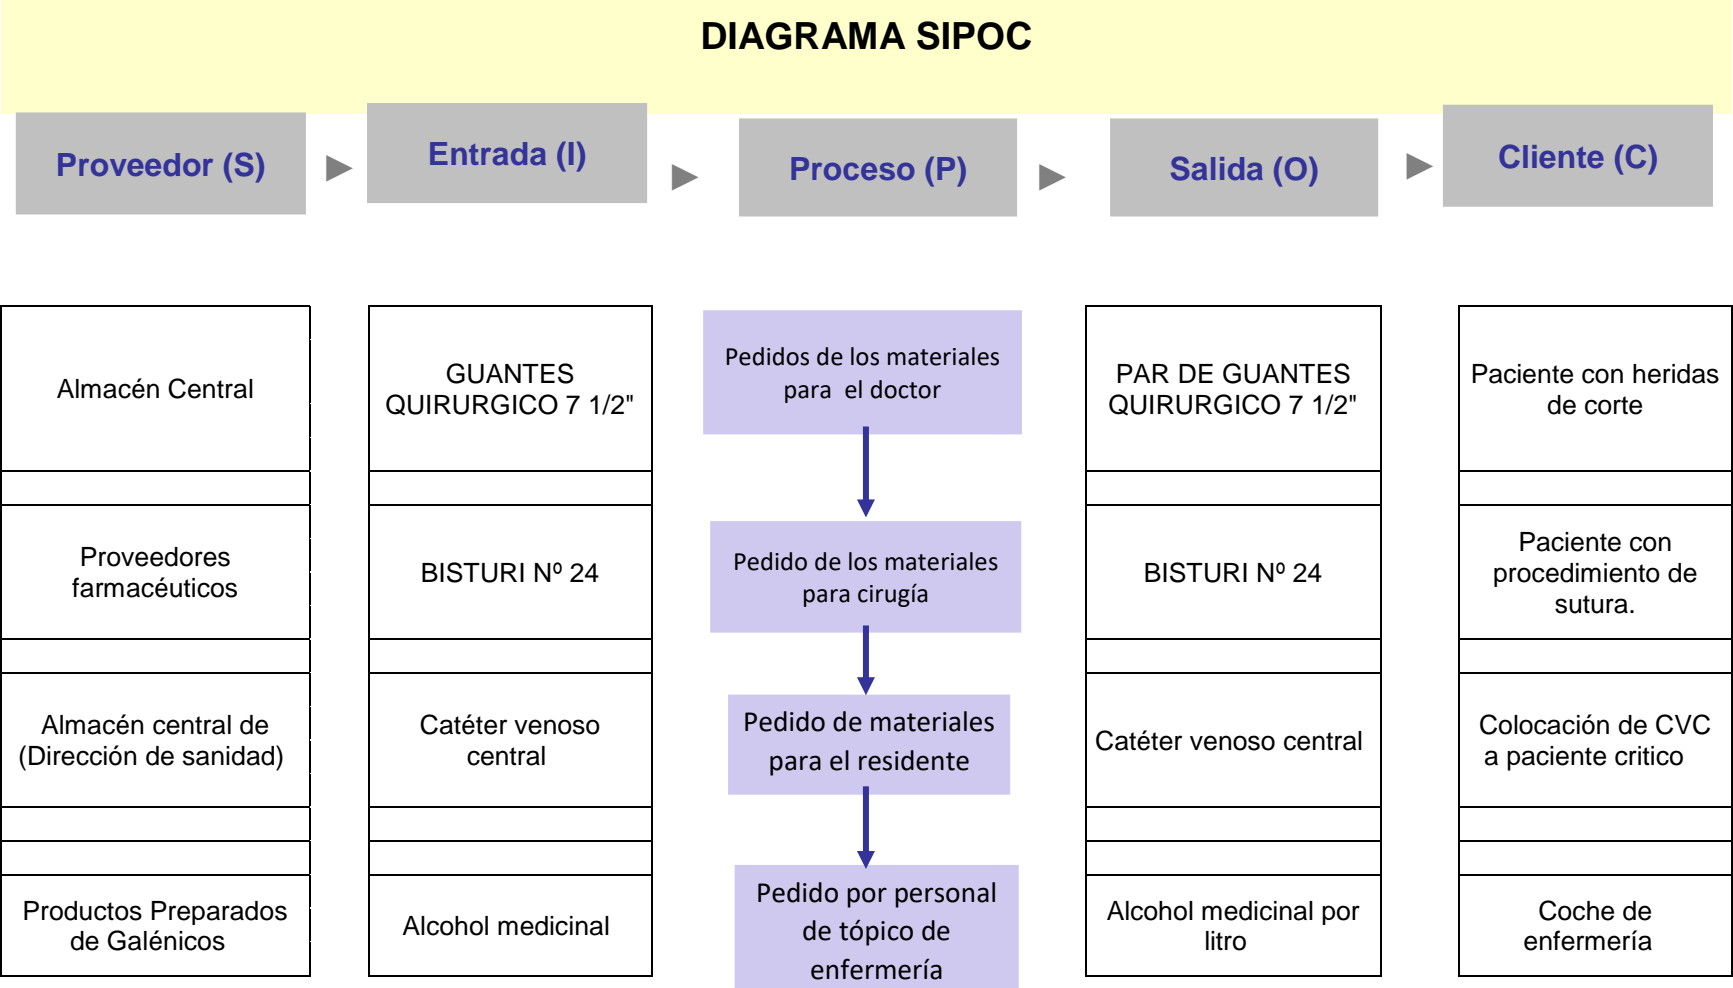 DIAGRAMA SIPOC
Proveedor (S)
Entrada (I)
Proceso (P)
Salida (O)
Cliente (C)
Almacén Central
GUANTES
QUIRURGICO 7 1/2"
Pedidos de los materiales
para el doctor
PAR DE GUANTES
QUIRURGICO 7 1/2"
Paciente con heridas
de corte
Proveedores
farmacéuticos
BISTURI Nº 24
Pedido de los materiales
para cirugía
BISTURI Nº 24
Paciente con
procedimiento de
sutura.
Almacén central de
(Dirección de sanidad)
Catéter venoso
central
Pedido de materiales
para el residente
Catéter venoso central
Colocación de CVC
a paciente critico
Productos Preparados
de Galénicos
Alcohol medicinal
Pedido por personal
de tópico de
enfermería
Alcohol medicinal por
litro
Coche de
enfermería